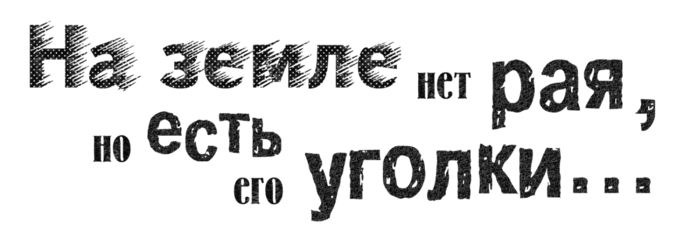 На земле нет рая,
но есть
его уголки...